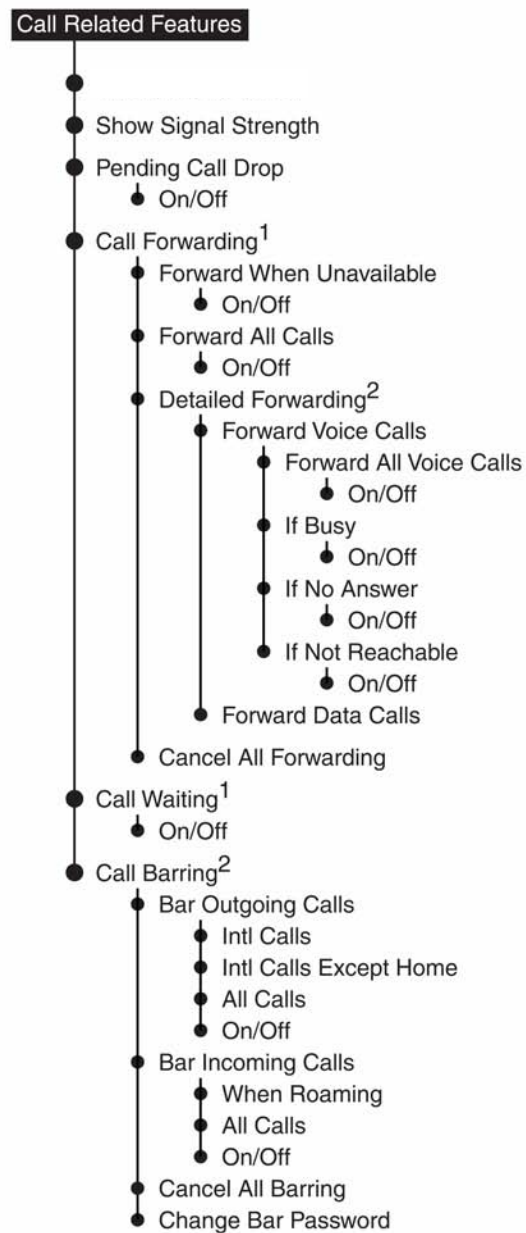 Call Related Features
Show Signal Strength
Pending Call Drop
On/Off
Call Forwarding1
Forward When Unavailable
On/Off
Forward All Calls
On/Off
Detailed Forwarding2
Forward Voice Calls
Forward All Voice Calls
On/Off
If Busy
On/Off
If No Answer
On/Off
If Not Reachable
On/Off
Forward Data Calls
Cancel All Forwarding
Call Waiting1
On/Off
Call Barring2
Bar Outgoing Calls
Intl Calls
Intl Calls Except Home
All Calls
On/Off
Bar Incoming Calls
When Roaming
All Calls
On/Off
Cancel All Barring
Change Bar Password